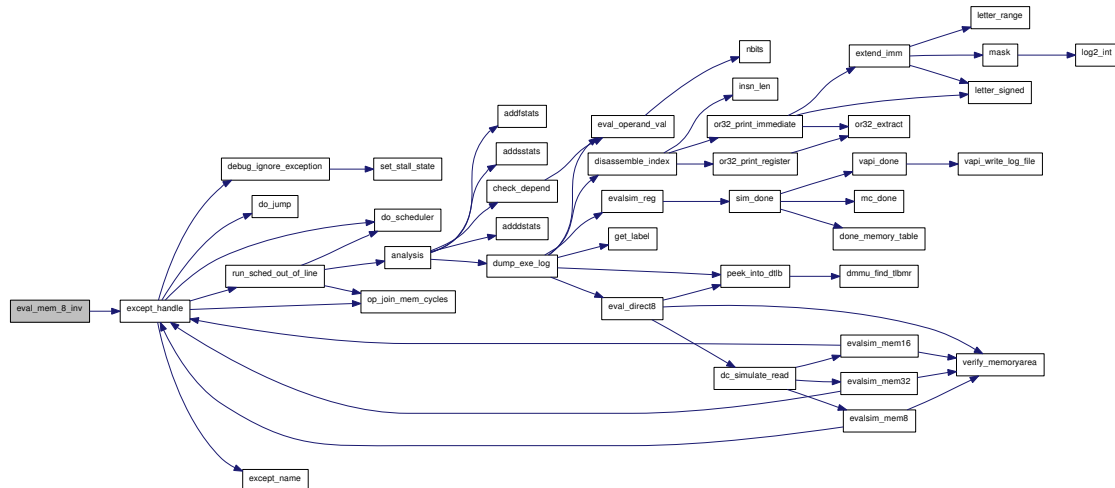 letter_range
nbits
extend_imm
mask
log2_int
insn_len
letter_signed
addfstats
eval_operand_val
or32_print_immediate
or32_extract
addsstats
debug_ignore_exception
set_stall_state
disassemble_index
or32_print_register
vapi_done
vapi_write_log_file
check_depend
do_jump
evalsim_reg
sim_done
mc_done
do_scheduler
adddstats
get_label
done_memory_table
analysis
dump_exe_log
run_sched_out_of_line
peek_into_dtlb
dmmu_find_tlbmr
op_join_mem_cycles
eval_mem_8_inv
except_handle
eval_direct8
evalsim_mem16
verify_memoryarea
dc_simulate_read
evalsim_mem32
evalsim_mem8
except_name